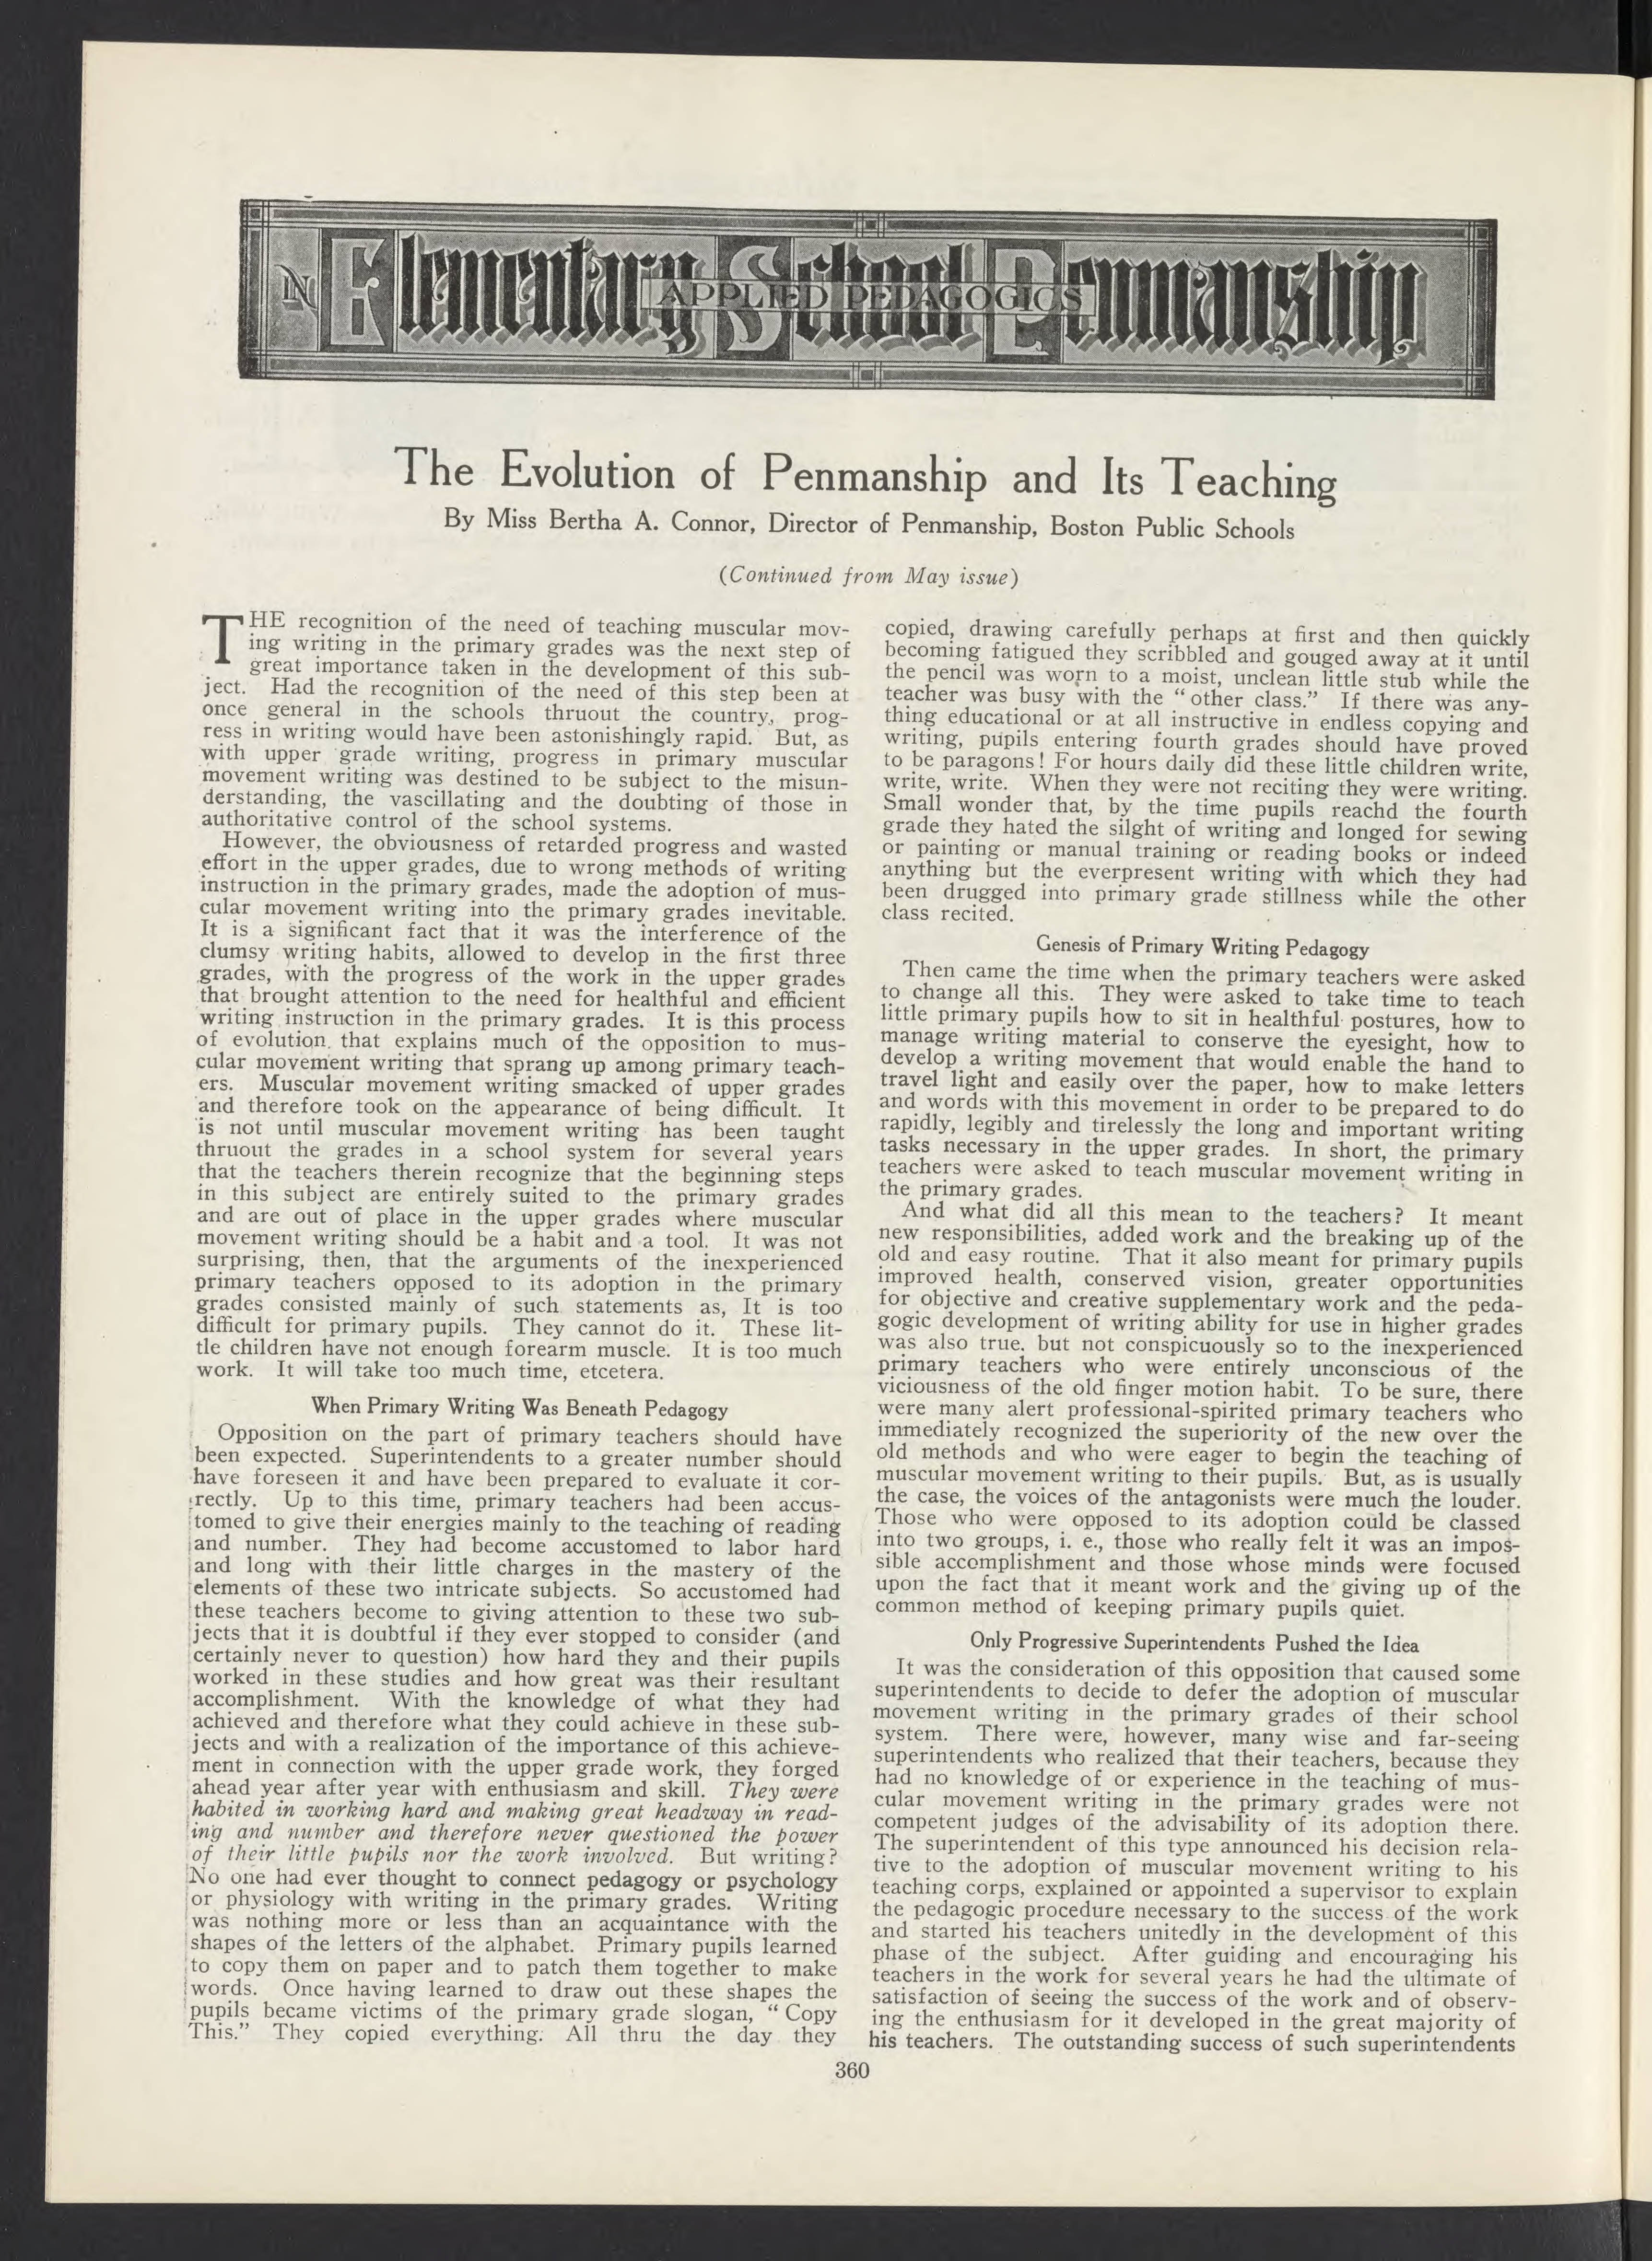 APPLIED PEDAGOGICS
IN Elementary School Penmanship
The Evolution of Penmanship and Its Teaching
By Miss Bertha A. Connor, Director of Penmanship, Boston Public Schools
(Continued from May issue)
THE recognition of the need of teaching muscular mov-
ing writing in the primary grades was the next step of
great importance taken in the development of this sub-
ject. Had the recognition of the need of this step been at
once general in the schools thruout the country, prog-
ress in writing would have been astonishingly rapid. But, as
with upper grade writing, progress in primary muscular
movement writing was destined to be subject to the misun-
derstanding, the vascillating and the doubting of those in
authoritative control of the school systems.
However, the obviousness of retarded progress and wasted
effort in the upper grades, due to wrong methods of writing
instruction in the primary grades, made the adoption of mus-
cular movement writing into the primary grades inevitable.
It is a significant fact that it was the interference of the
clumsy writing habits, allowed to develop in the first three
grades, with the progress of the work in the upper grades
that brought attention to the need for healthful and efficient
writing instruction in the primary grades. It is this process
of evolution that explains much of the opposition to mus-
cular movement writing that sprang up among primary teach-
ers. Muscular movement writing smacked of upper grades
and therefore took on the appearance of being difficult. It
is not until muscular movement writing has been taught
thruout the grades in a school system for several years
that the teachers therein recognize that the beginning steps
in this subject are entirely suited to the primary grades
and are out of place in the upper grades where muscular
movement writing should be a habit and a tool. It was not
surprising, then, that the arguments of the inexperienced
primary teachers opposed to its adoption in the primary
grades consisted mainly of such statements as, It is too
difficult for primary pupils. They cannot do it. These lit-
tle children have not enough forearm muscle. It is too much
work. It will take too much time, etcetera.
When Primary Writing Was Beneath Pedagogy
Opposition on the part of primary teachers should have
been expected. Superintendents to a greater number should
have foreseen it and have been prepared to evaluate it cor-
rectly. Up to this time, primary teachers had been accus-
tomed to give their energies mainly to the teaching of reading
and number. They had become accustomed to labor hard
and long with their little charges in the mastery of the
elements of these two intricate subjects. So accustomed had
these teachers become to giving attention to these two sub-
jects that it is doubtful if they ever stopped to consider (and
certainly never to question) how hard they and their pupils
worked in these studies and how great was their resultant
accomplishment. With the knowledge of what they had
achieved and therefore what they could achieve in these sub-
jects and with a realization of the importance of this achieve-
ment in connection with the upper grade work, they forged
ahead year after year with enthusiasm and skill. They were
habited in working hard and making great headway in read-
ing and number and therefore never questioned the power
of their little pupils nor the work involved. But writing?
No one had ever thought to connect pedagogy or psychology
or physiology with writing in the primary grades. Writing
was nothing more or less than an acquaintance with the
shapes of the letters of the alphabet. Primary pupils learned
to copy them on paper and to patch them together to make
words. Once having learned to draw out these shapes the
pupils became victims of the primary grade slogan, "Copy
This." They copied everything. All thru the day they
copied, drawing carefully perhaps at first and then quickly
becoming fatigued they scribbled and gouged away at it until
the pencil was worn to a moist, unclean little stub while the
teacher was busy with the "other class." If there was any-
thing educational or at all instructive in endless copying and
writing, pupils entering fourth grades should have proved
to be paragons! For hours daily did these little children write,
write, write. When they were not reciting they were writing.
Small wonder that, by the time pupils reachd the fourth
grade they hated the silght of writing and longed for sewing
or painting or manual training or reading books or indeed
anything but the everpresent writing with which they had
been drugged into primary grade stillness while the other
class recited.
Genesis of Primary Writing Pedagogy
Then came the time when the primary teachers were asked
to change all this. They were asked to take time to teach
little primary pupils how to sit in healthful postures, how to
manage writing material to conserve the eyesight, how to
develop a writing movement that would enable the hand to
travel light and easily over the paper, how to make letters
and words with this movement in order to be prepared to do
rapidly, legibly and tirelessly the long and important writing
tasks necessary in the upper grades. In short, the primary
teachers were asked to teach muscular movement writing in
the primary grades.
And what did all this mean to the teachers? It meant
new responsibilities, added work and the breaking up of the
old and easy routine. That it also meant for primary pupils
improved health, conserved vision, greater opportunities
for objective and creative supplementary work and the peda-
gogic development of writing ability for use in higher grades
was also true, but not conspicuously so to the inexperienced
primary teachers who were entirely unconscious of the
viciousness of the old finger motion habit. To be sure, there
were many alert professional-spirited primary teachers who
immediately recognized the superiority of the new over the
old methods and who were eager to begin the teaching of
muscular movement writing to their pupils. But, as is usually
the case, the voices of the antagonists were much the louder.
Those who were opposed to its adoption could be classed
into two groups, i. e., those who really felt it was an impos-
sible accomplishment and those whose minds were focused
upon the fact that it meant work and the giving up of the
common method of keeping primary pupils quiet.
Only Progressive Superintendents Pushed the Idea
It was the consideration of this opposition that caused some
superintendents to decide to defer the adoption of muscular
movement writing in the primary grades of their school
system. There were, however, many wise and far-seeing
superintendents who realized that their teachers, because they
had no knowledge of or experience in the teaching of mus-
cular movement writing in the primary grades were not
competent judges of the advisability of its adoption there.
The superintendent of this type announced his decision rela-
tive to the adoption of muscular movement writing to his
teaching corps, explained or appointed a supervisor to explain
the pedagogic procedure necessary to the success of the work
and started his teachers unitedly in the development of this
phase of the subject. After guiding and encouraging his
teachers in the work for several years he had the ultimate of
satisfaction of seeing the success of the work and of observ-
ing the enthusiasm for it developed in the great majority of
his teachers. The outstanding success of such superintendents
360